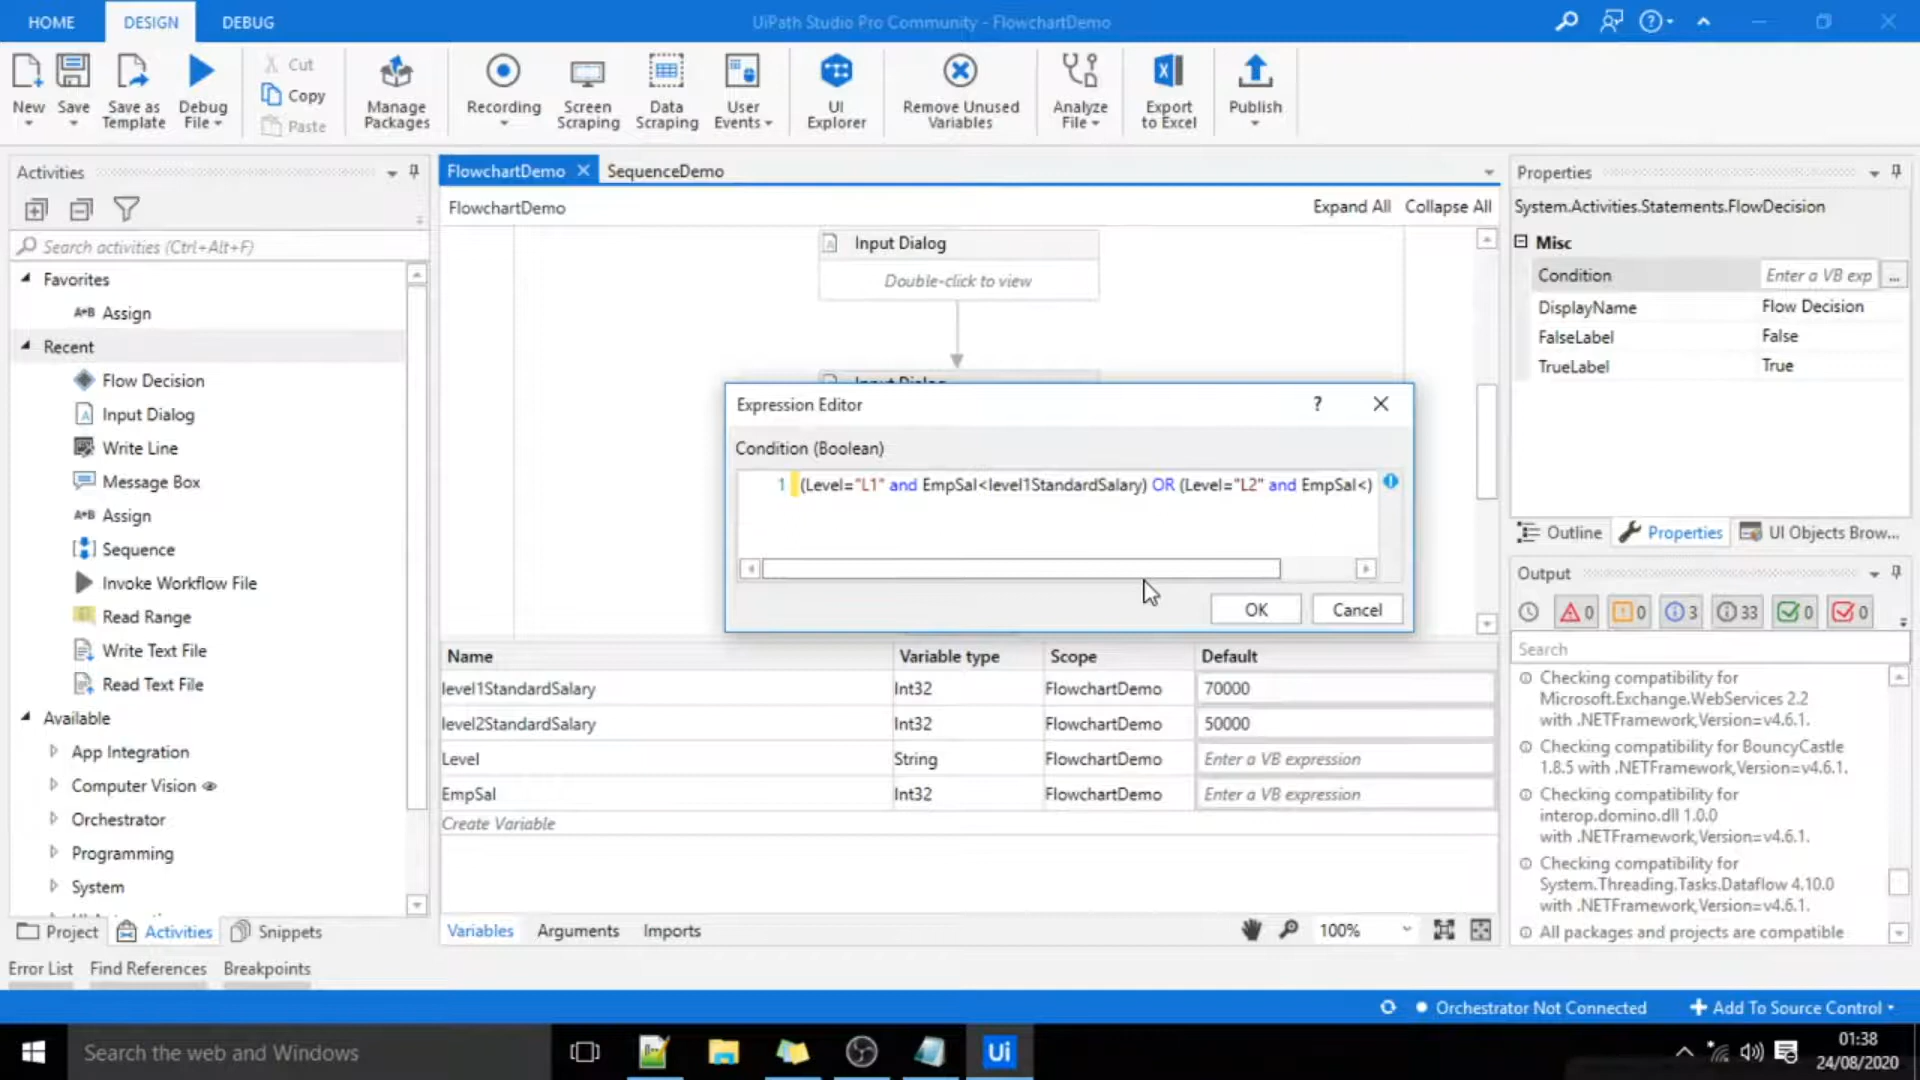 HOME
DESIGN
DEBUG
UiPath Studio Pro Community - FlowchartDemo
New
Save
Save as Template
Debug File
Cut
Copy
Paste
Manage Packages
Recording
Screen Scraping
Data Scraping
User Events
UI Explorer
Remove Unused Variables
Analyze File
Export to Excel
Publish
Activities
Search activities (Ctrl+Alt+F)
Favorites
A+B Assign
Recent
Flow Decision
Input Dialog
Write Line
Message Box
A+B Assign
Sequence
Invoke Workflow File
Read Range
Write Text File
Read Text File
Available
App Integration
Computer Vision
Orchestrator
Programming
System
Project
Activities
Snippets
FlowchartDemo
SequenceDemo
FlowchartDemo
Expand All
Collapse All
Input Dialog
Double-click to view
Expression Editor
?
Condition (Boolean)
1 (Level="L1" and EmpSal<level1StandardSalary) OR (Level="L2" and EmpSal<)
OK
Cancel
Name Variable type Scope Default
level1StandardSalary Int32 FlowchartDemo 70000
level2StandardSalary Int32 FlowchartDemo 50000
Level String FlowchartDemo Enter a VB expression
EmpSal Int32 FlowchartDemo Enter a VB expression
Create Variable
Variables
Arguments
Imports
100%
Properties
System.Activities.Statements.FlowDecision
Misc
Condition Enter a VB exp ...
DisplayName Flow Decision
FalseLabel False
TrueLabel True
Outline
Properties
UI Objects Brow...
Output
0
0
3
33
0
0
Search
Checking compatibility for
Microsoft.Exchange.WebServices 2.2
with .NETFramework,Version=v4.6.1.
Checking compatibility for BouncyCastle
1.8.5 with .NETFramework,Version=v4.6.1.
Checking compatibility for
interop.domino.dll 1.0.0
with .NETFramework,Version=v4.6.1.
Checking compatibility for
System.Threading.Tasks.Dataflow 4.10.0
with .NETFramework,Version=v4.6.1.
All packages and projects are compatible
Error List
Find References
Breakpoints
Orchestrator Not Connected
Add To Source Control
Search the web and Windows
Ui
01:38
24/08/2020